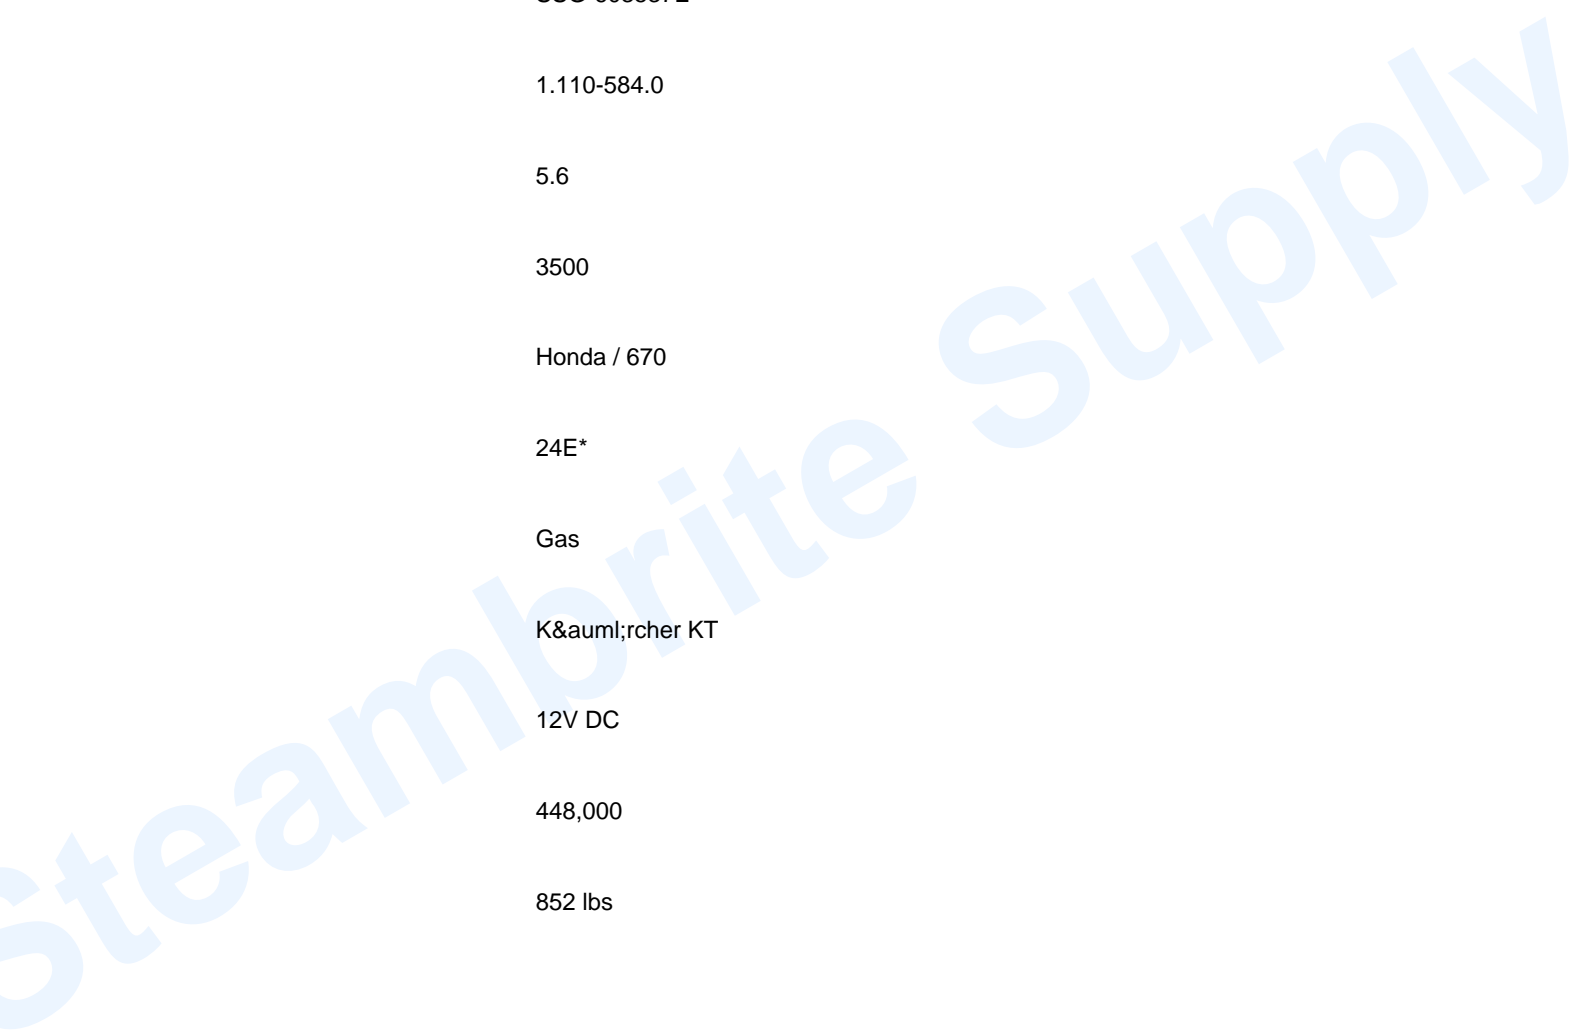 1.110-584.0
5.6
3500
Honda / 670
24E*
Gas
K&auml;rcher KT
12V DC
448,000
852 lbs
Steambrite Supply